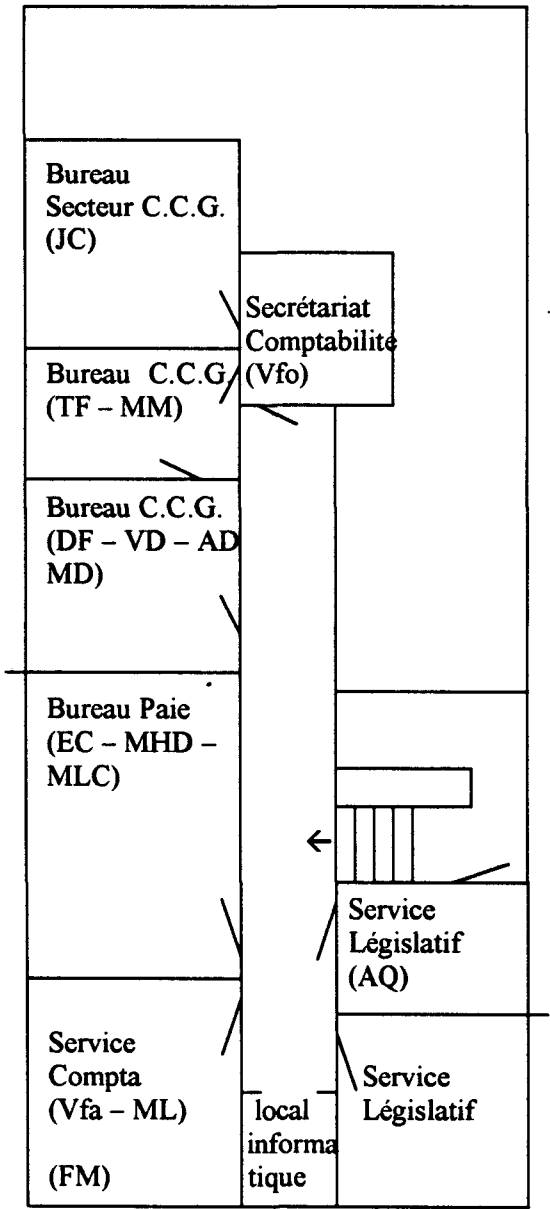 Bureau
Secteur C.C.G.
(JC)
Secrétariat
Comptabilité
(Vfo)
Bureau C.C.G.
(TF – MM)
Bureau C.C.G.
(DF – VD – AD
MD)
Bureau Paie
(EC – MHD –
MLC)
Service
Législatif
(AQ)
Service
Compta
(Vfa – ML)
(FM)
local
informa
tique
Service
Législatif